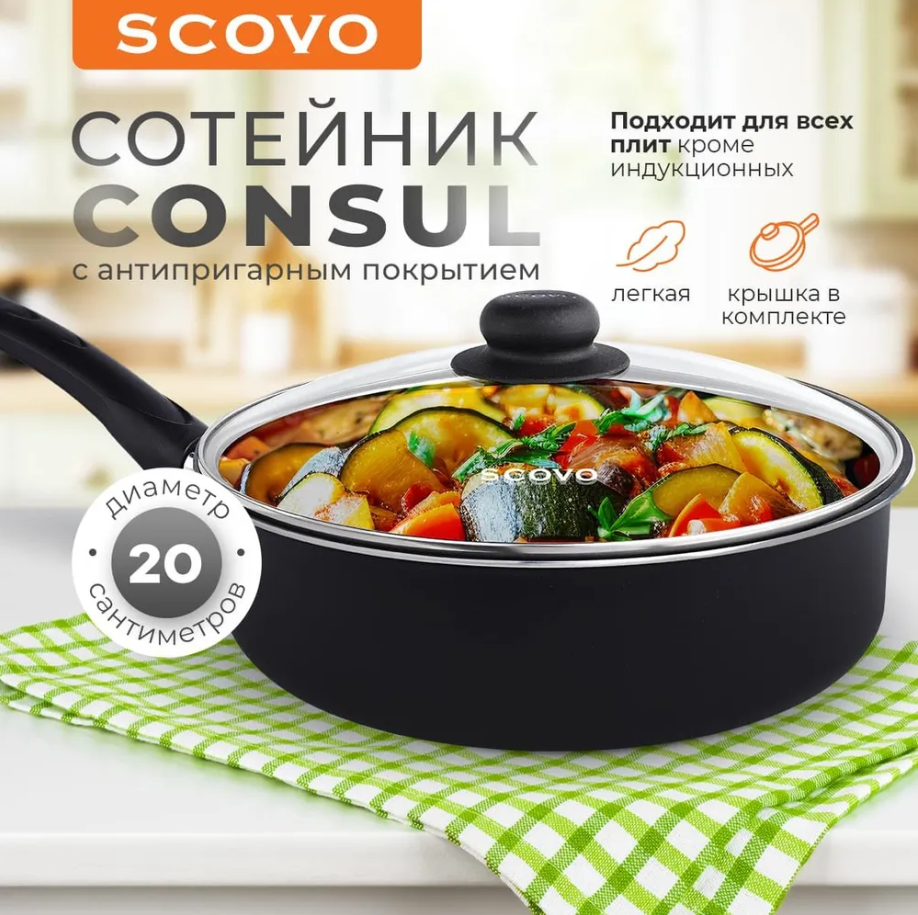 SCOVO
СОТЕЙНИК
CONSUL
с антипригарным покрытием
Подходит для всех
плит кроме
индукционных
легкая
крышка в
комплекте
SCOVO
диаметр
20
сантиметров